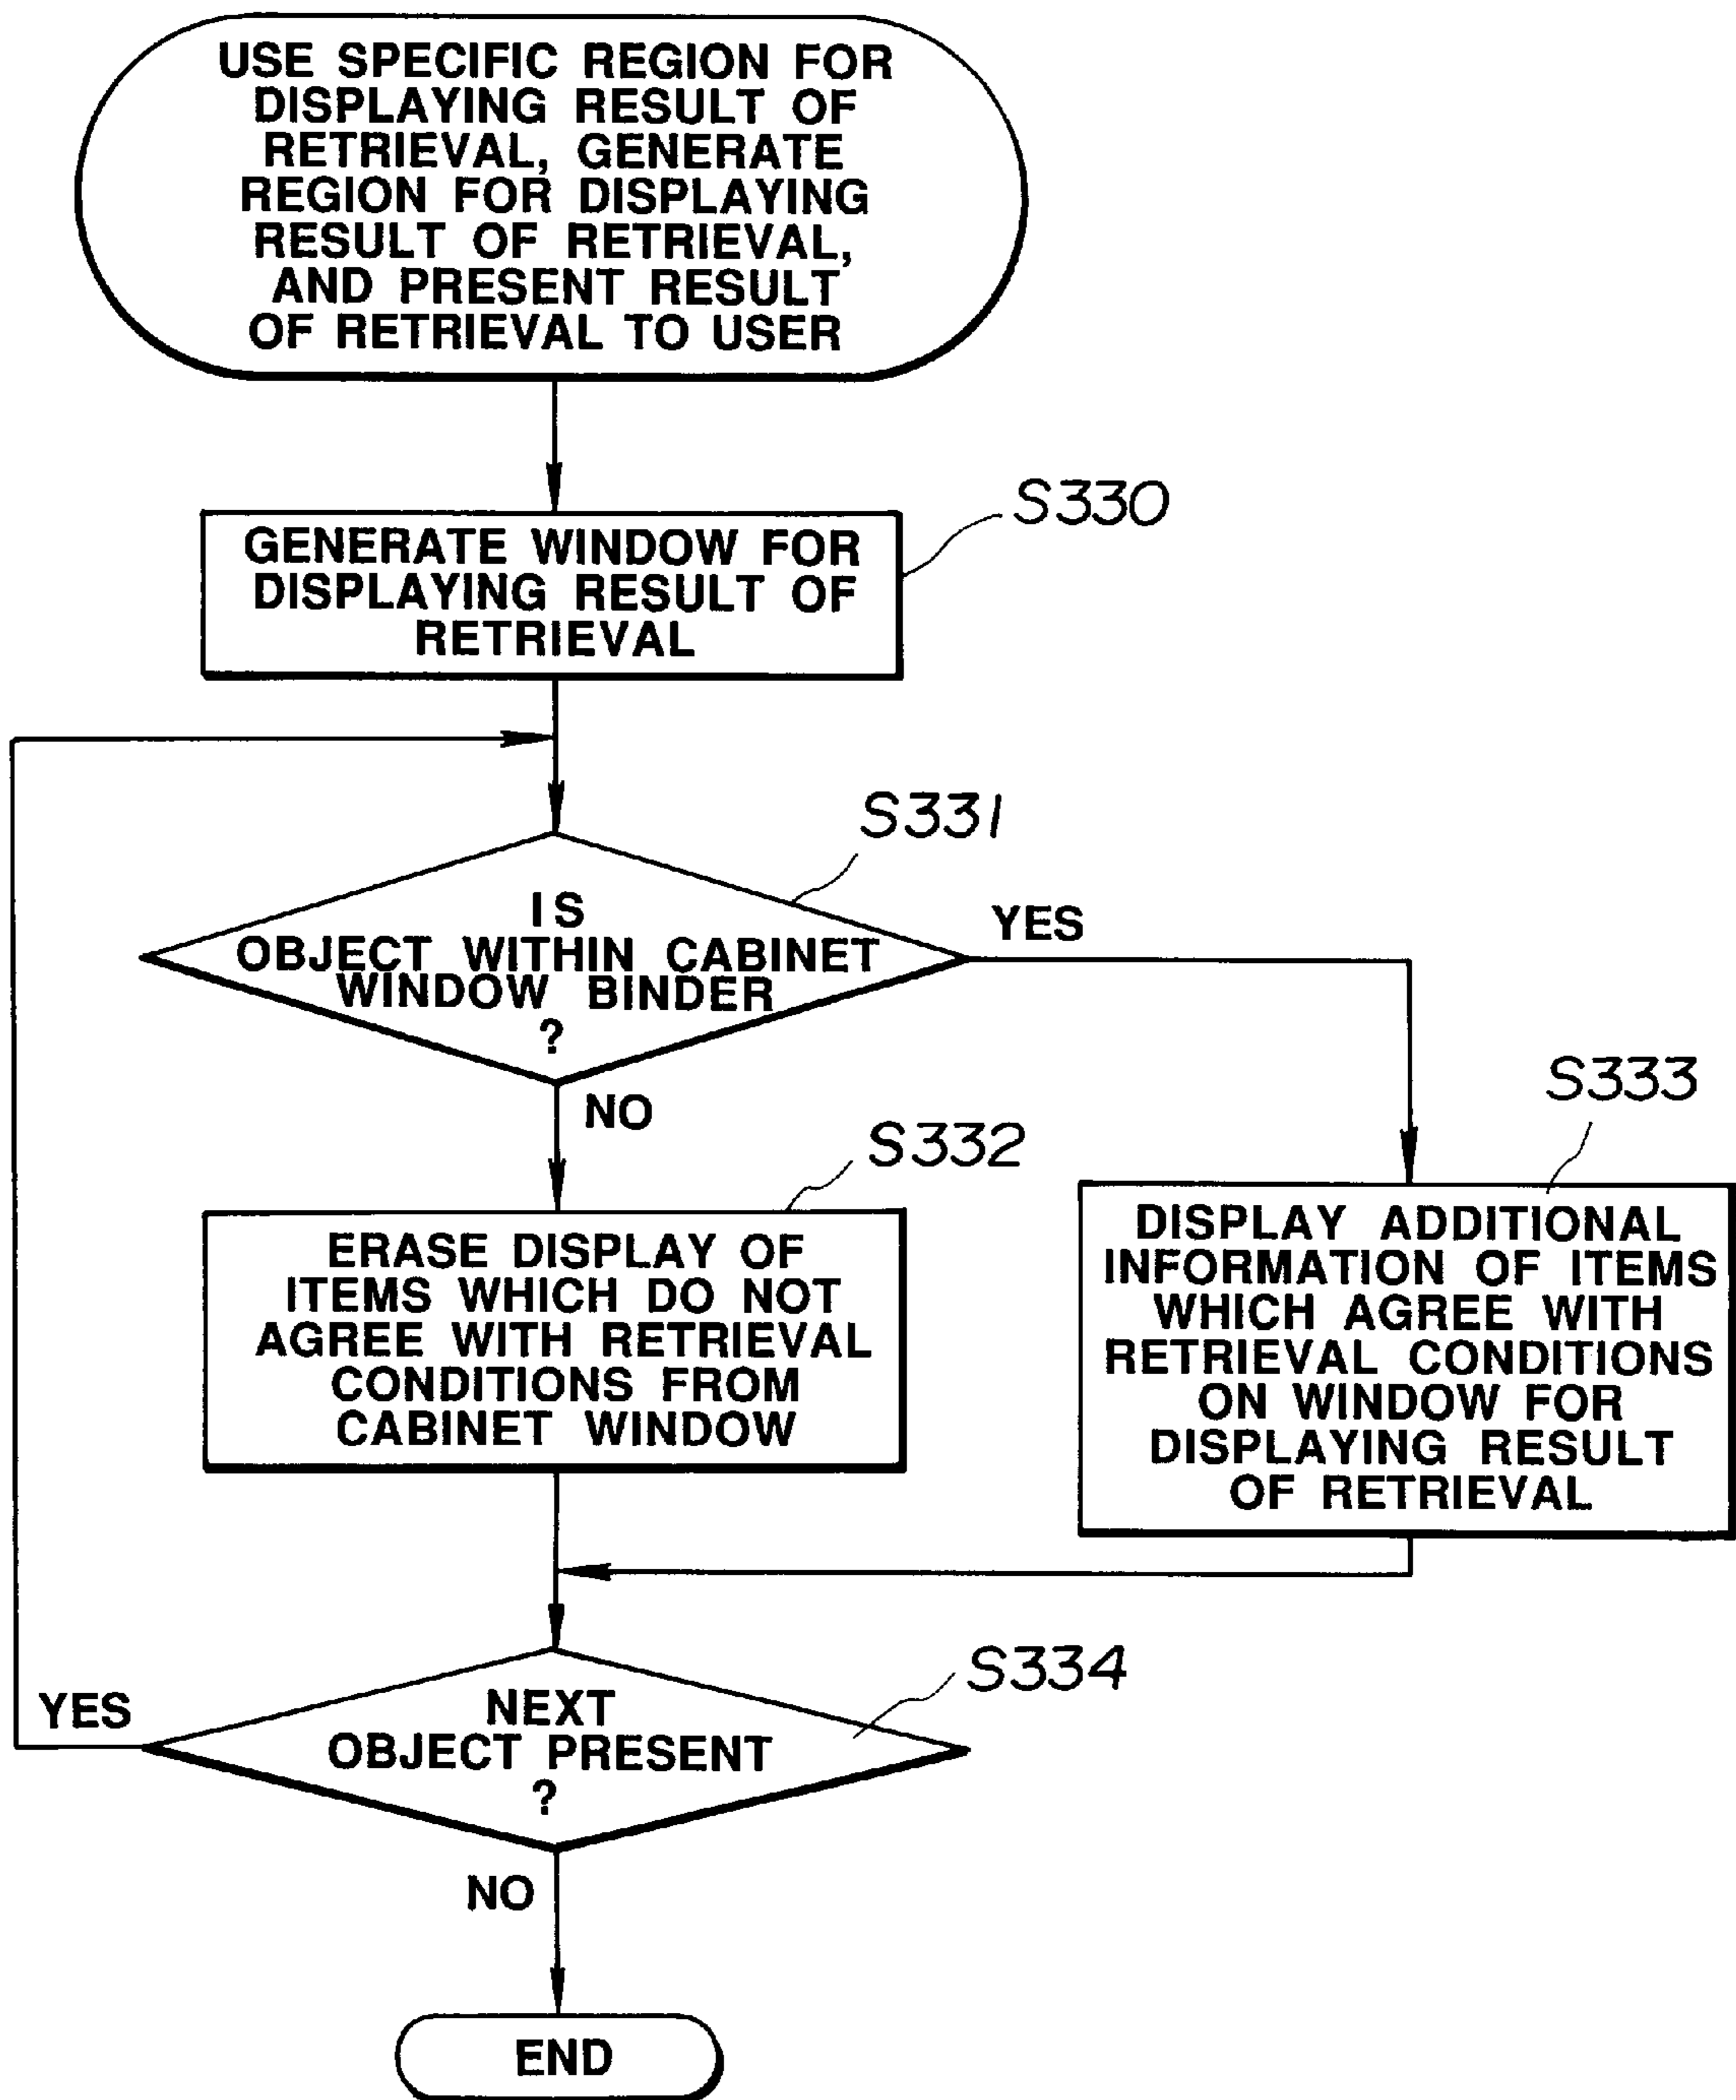 USE SPECIFIC REGION FOR
DISPLAYING RESULT OF
RETRIEVAL, GENERATE
REGION FOR DISPLAYING
RESULT OF RETRIEVAL,
AND PRESENT RESULT
OF RETRIEVAL TO USER
S330
GENERATE WINDOW FOR
DISPLAYING RESULT OF
RETRIEVAL
S331
IS
OBJECT WITHIN CABINET
WINDOW BINDER
?
YES
NO
S332
ERASE DISPLAY OF
ITEMS WHICH DO NOT
AGREE WITH RETRIEVAL
CONDITIONS FROM
CABINET WINDOW
S333
DISPLAY ADDITIONAL
INFORMATION OF ITEMS
WHICH AGREE WITH
RETRIEVAL CONDITIONS
ON WINDOW FOR
DISPLAYING RESULT
OF RETRIEVAL
S334
NEXT
OBJECT PRESENT
?
YES
NO
END